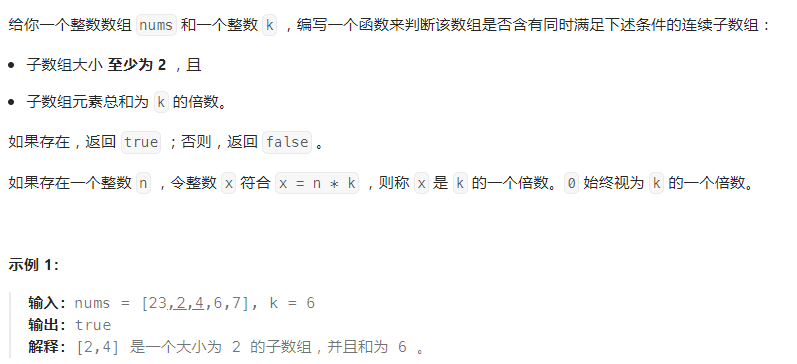 给你一个整数数组 nums 和一个整数 k ，编写一个函数来判断该数组是否含有同时满足下述条件的连续子数组：
• 子数组大小 至少为 2 ，且
• 子数组元素总和为 k 的倍数。
如果存在，返回 true ；否则，返回 false 。
如果存在一个整数 n ，令整数 x 符合 x = n * k ，则称 x 是 k 的一个倍数。0 始终视为 k 的一个倍数。
示例 1：
输入：nums = [23,2,4,6,7], k = 6
输出：true
解释：[2,4] 是一个大小为 2 的子数组，并且和为 6 。